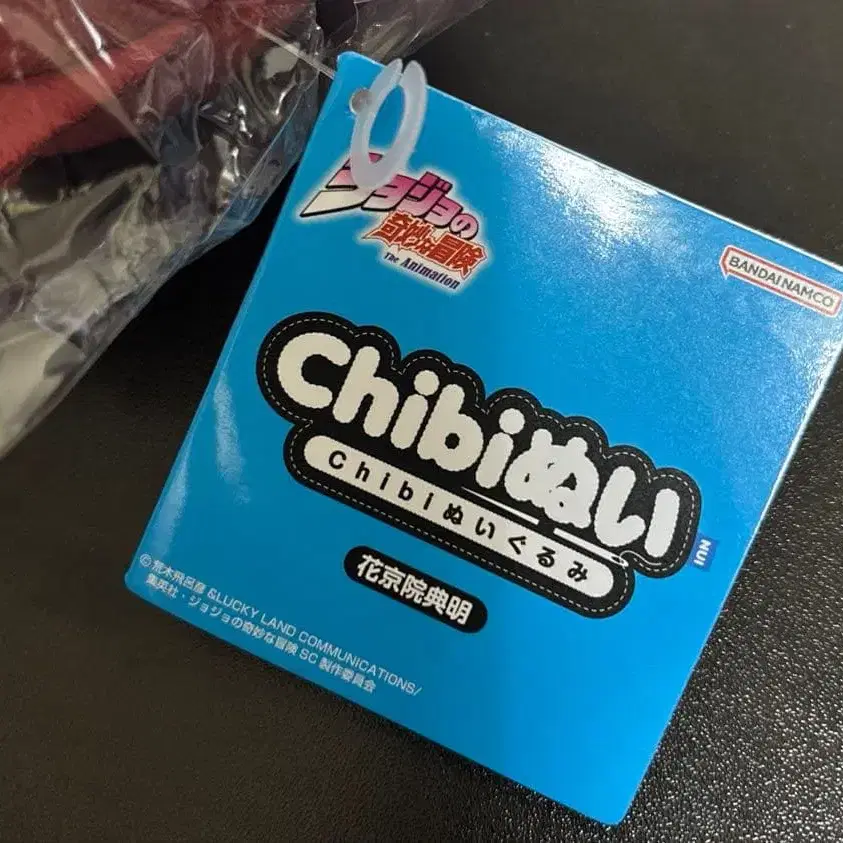 ジョジョの
奇妙な冒険
The Animation
BANDAI NAMCO
Chibiぬい
Chibiぬいぐるみ
NUI
花京院典明
©荒木飛呂彦&LUCKY LAND COMMUNICATIONS/
集英社・ジョジョの奇妙な冒険SC製作委員会